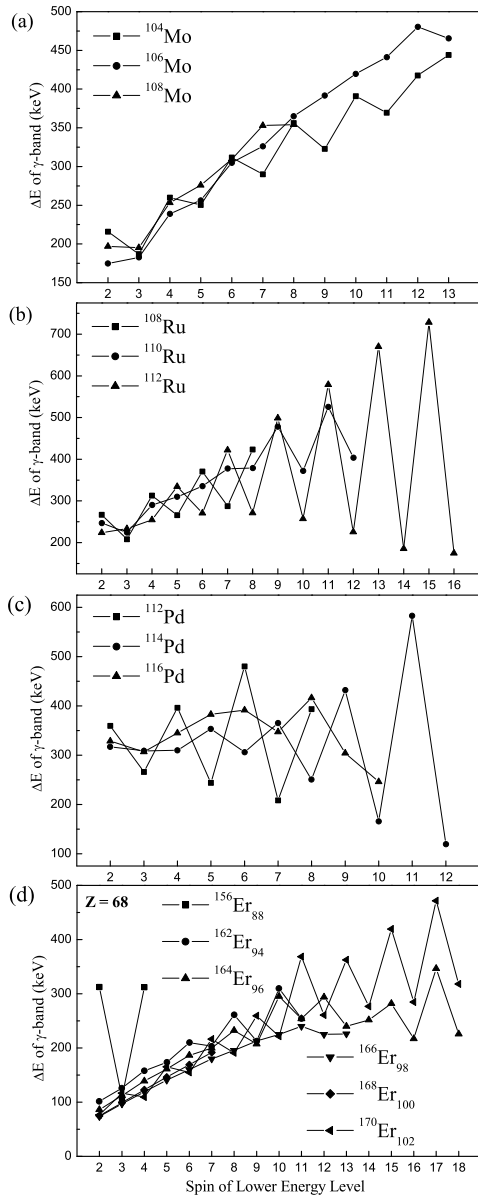 (a)
500
450
400
350
300
250
200
150
ΔE of γ-band (keV)
¹⁰⁴Mo
¹⁰⁶Mo
¹⁰⁸Mo
2 3 4 5 6 7 8 9 10 11 12 13
(b)
700
600
500
400
300
200
ΔE of γ-band (keV)
¹⁰⁸Ru
¹¹⁰Ru
¹¹²Ru
2 3 4 5 6 7 8 9 10 11 12 13 14 15 16
(c)
600
500
400
300
200
100
ΔE of γ-band (keV)
¹¹²Pd
¹¹⁴Pd
¹¹⁶Pd
2 3 4 5 6 7 8 9 10 11 12
(d)
500
400
300
200
100
0
ΔE of γ-band (keV)
Z = 68
¹⁵⁶Er₈₈
¹⁶²Er₉₄
¹⁶⁴Er₉₆
¹⁶⁶Er₉₈
¹⁶⁸Er₁₀₀
¹⁷⁰Er₁₀₂
2 3 4 5 6 7 8 9 10 11 12 13 14 15 16 17 18
Spin of Lower Energy Level